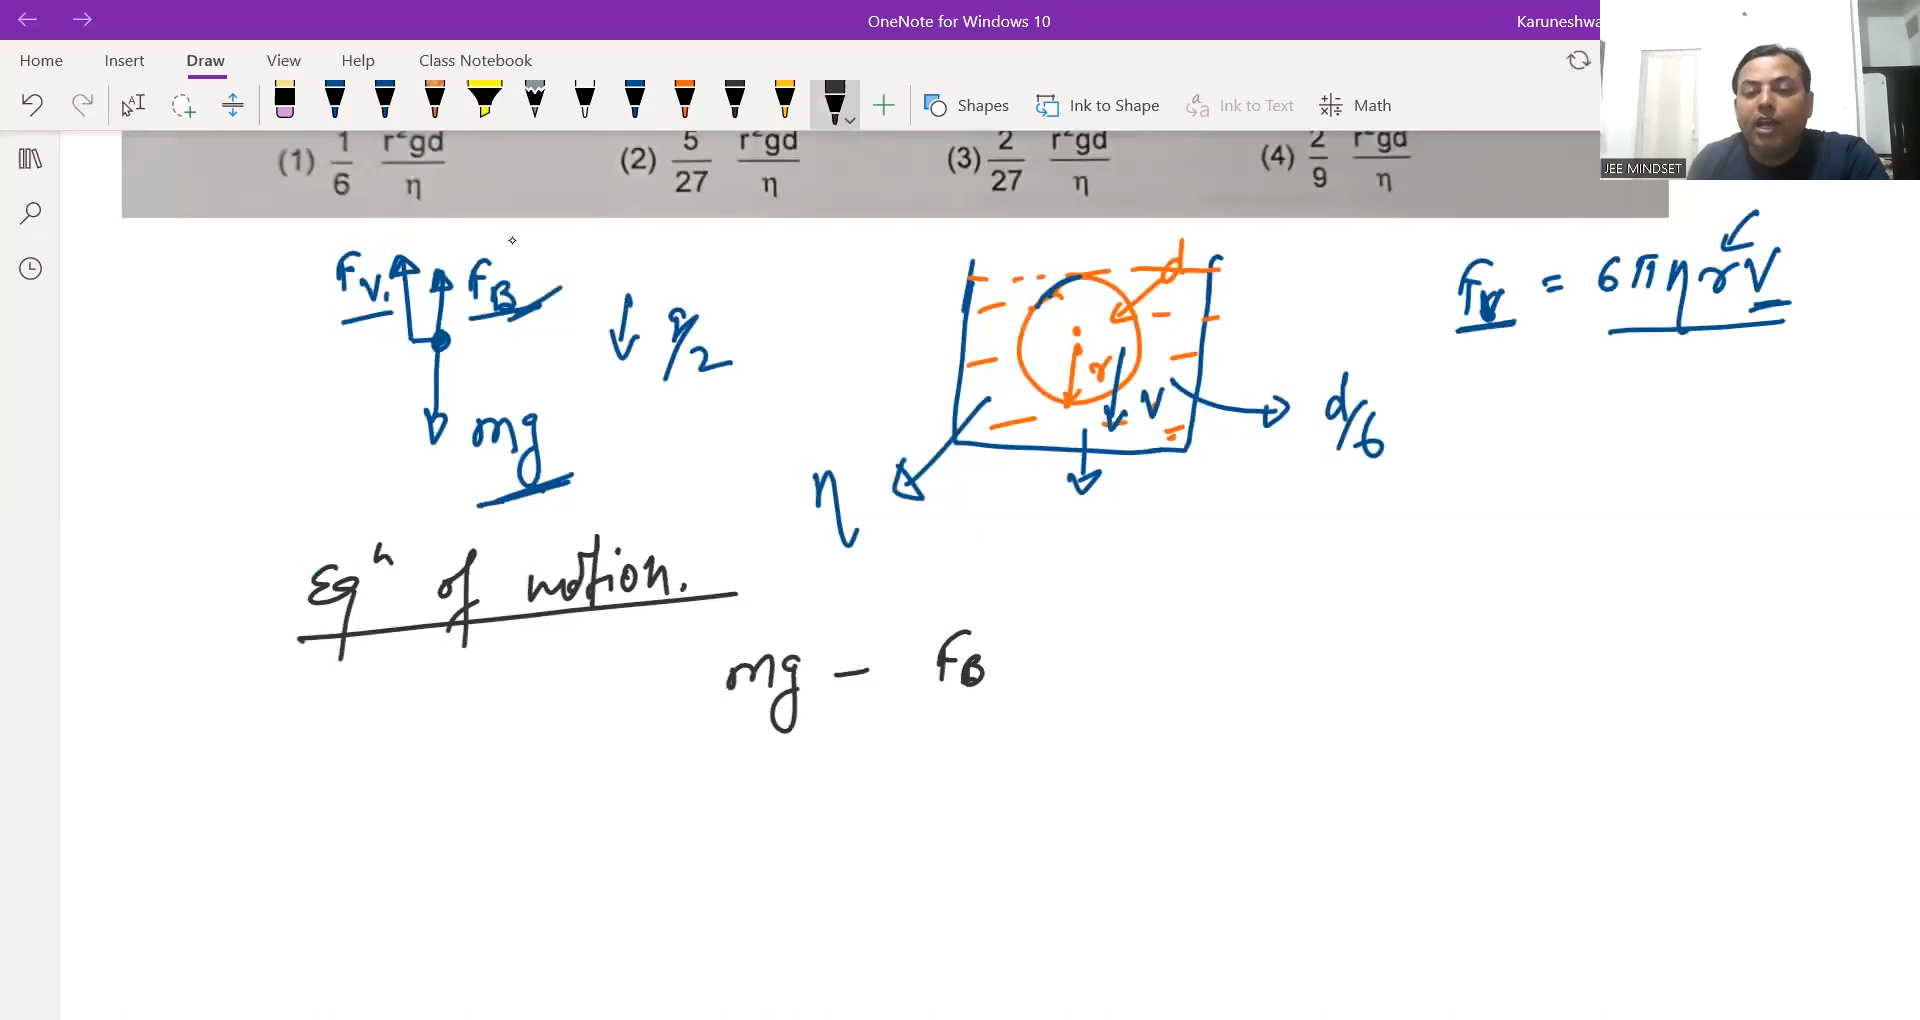 OneNote for Windows 10
Karuneshwa
Home Insert Draw View Help Class Notebook
Shapes Ink to Shape Ink to Text Math
JEE MINDSET
(1) 1/6 r²gd/η (2) 5/27 r²gd/η (3) 2/27 r²gd/η (4) 2/9 r²gd/η
Fv. FB
mg
d
r
v
d/6
η
= 6πηrv
Eqⁿ of motion.
mg - FB